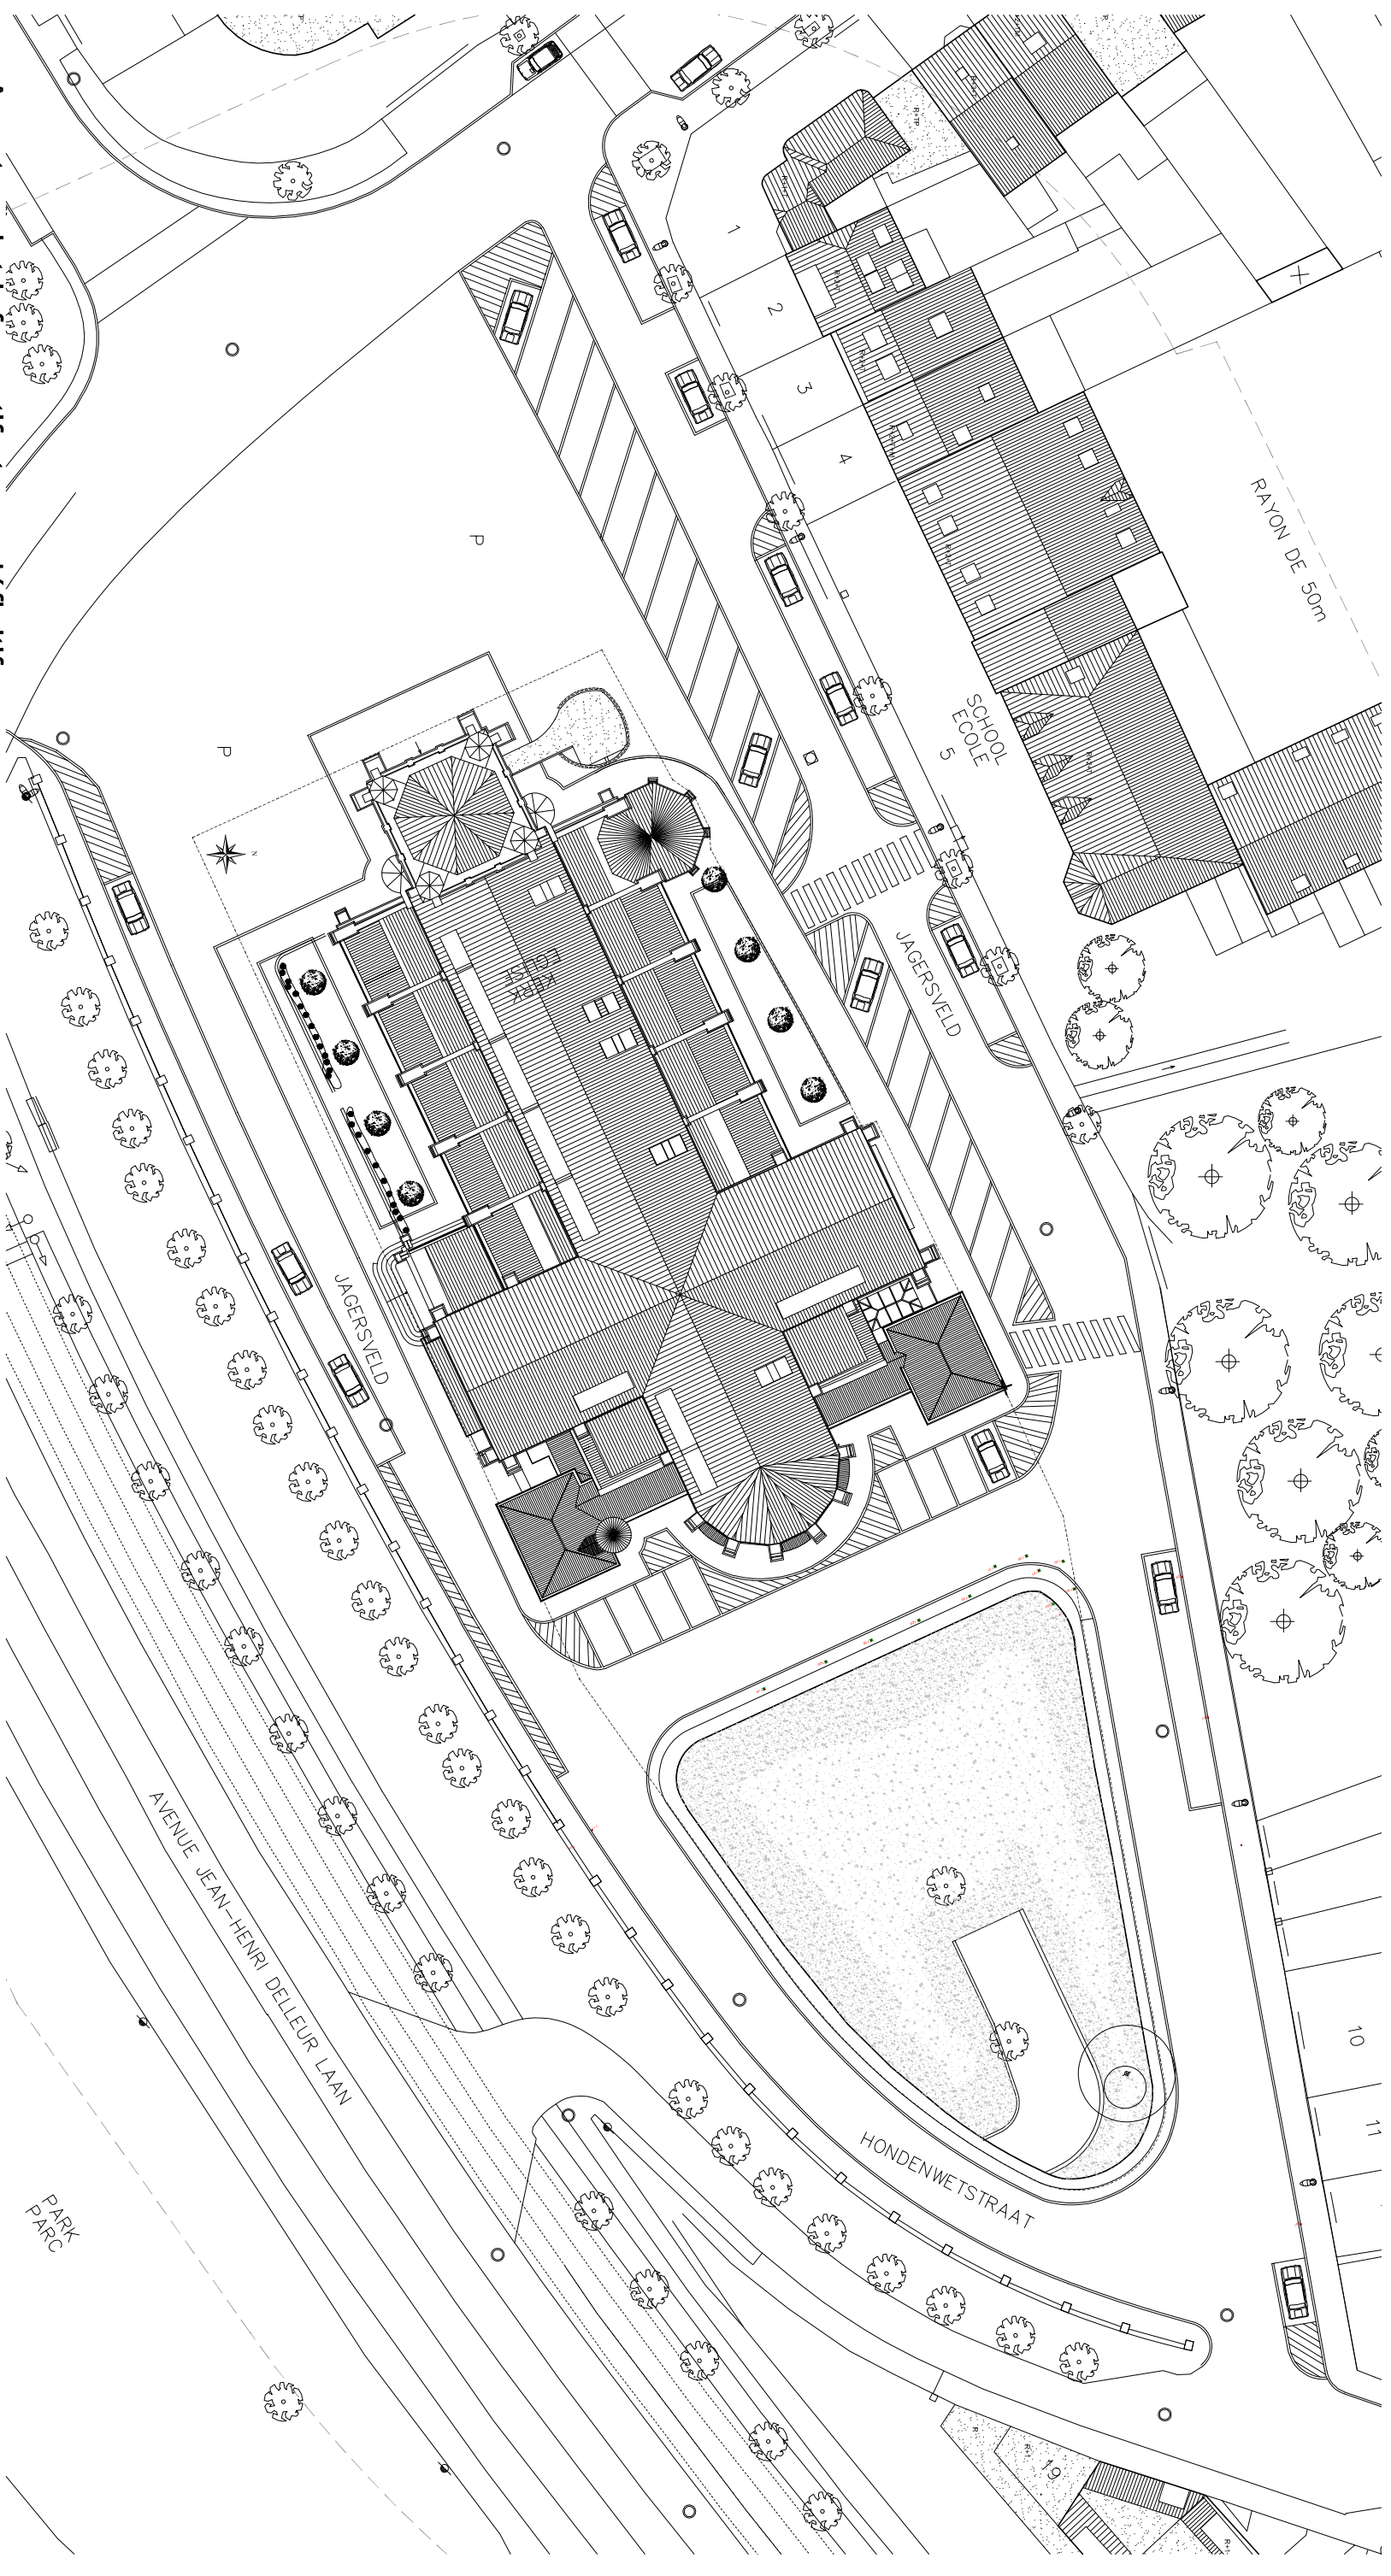 1
2
3
4
RAYON DE 50m
P
P
SCHOOL
ECOLE
5
N
KERK
EGLISE
JAGERSVELD
JAGERSVELD
AVENUE JEAN-HENRI DELLEUR LAAN
HONDENWETSTRAAT
10
11
PARK
PARC
19